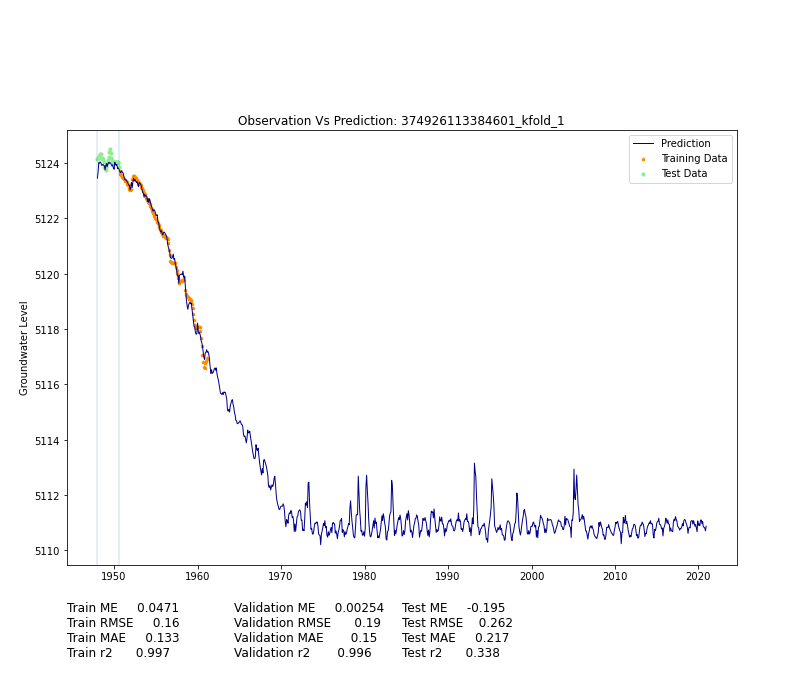 Observation Vs Prediction: 374926113384601_kfold_1
Prediction
Training Data
Test Data
Groundwater Level
5124
5122
5120
5118
5116
5114
5112
5110
1950 1960 1970 1980 1990 2000 2010 2020
Train ME 0.0471 Validation ME 0.00254 Test ME -0.195
Train RMSE 0.16 Validation RMSE 0.19 Test RMSE 0.262
Train MAE 0.133 Validation MAE 0.15 Test MAE 0.217
Train r2 0.997 Validation r2 0.996 Test r2 0.338